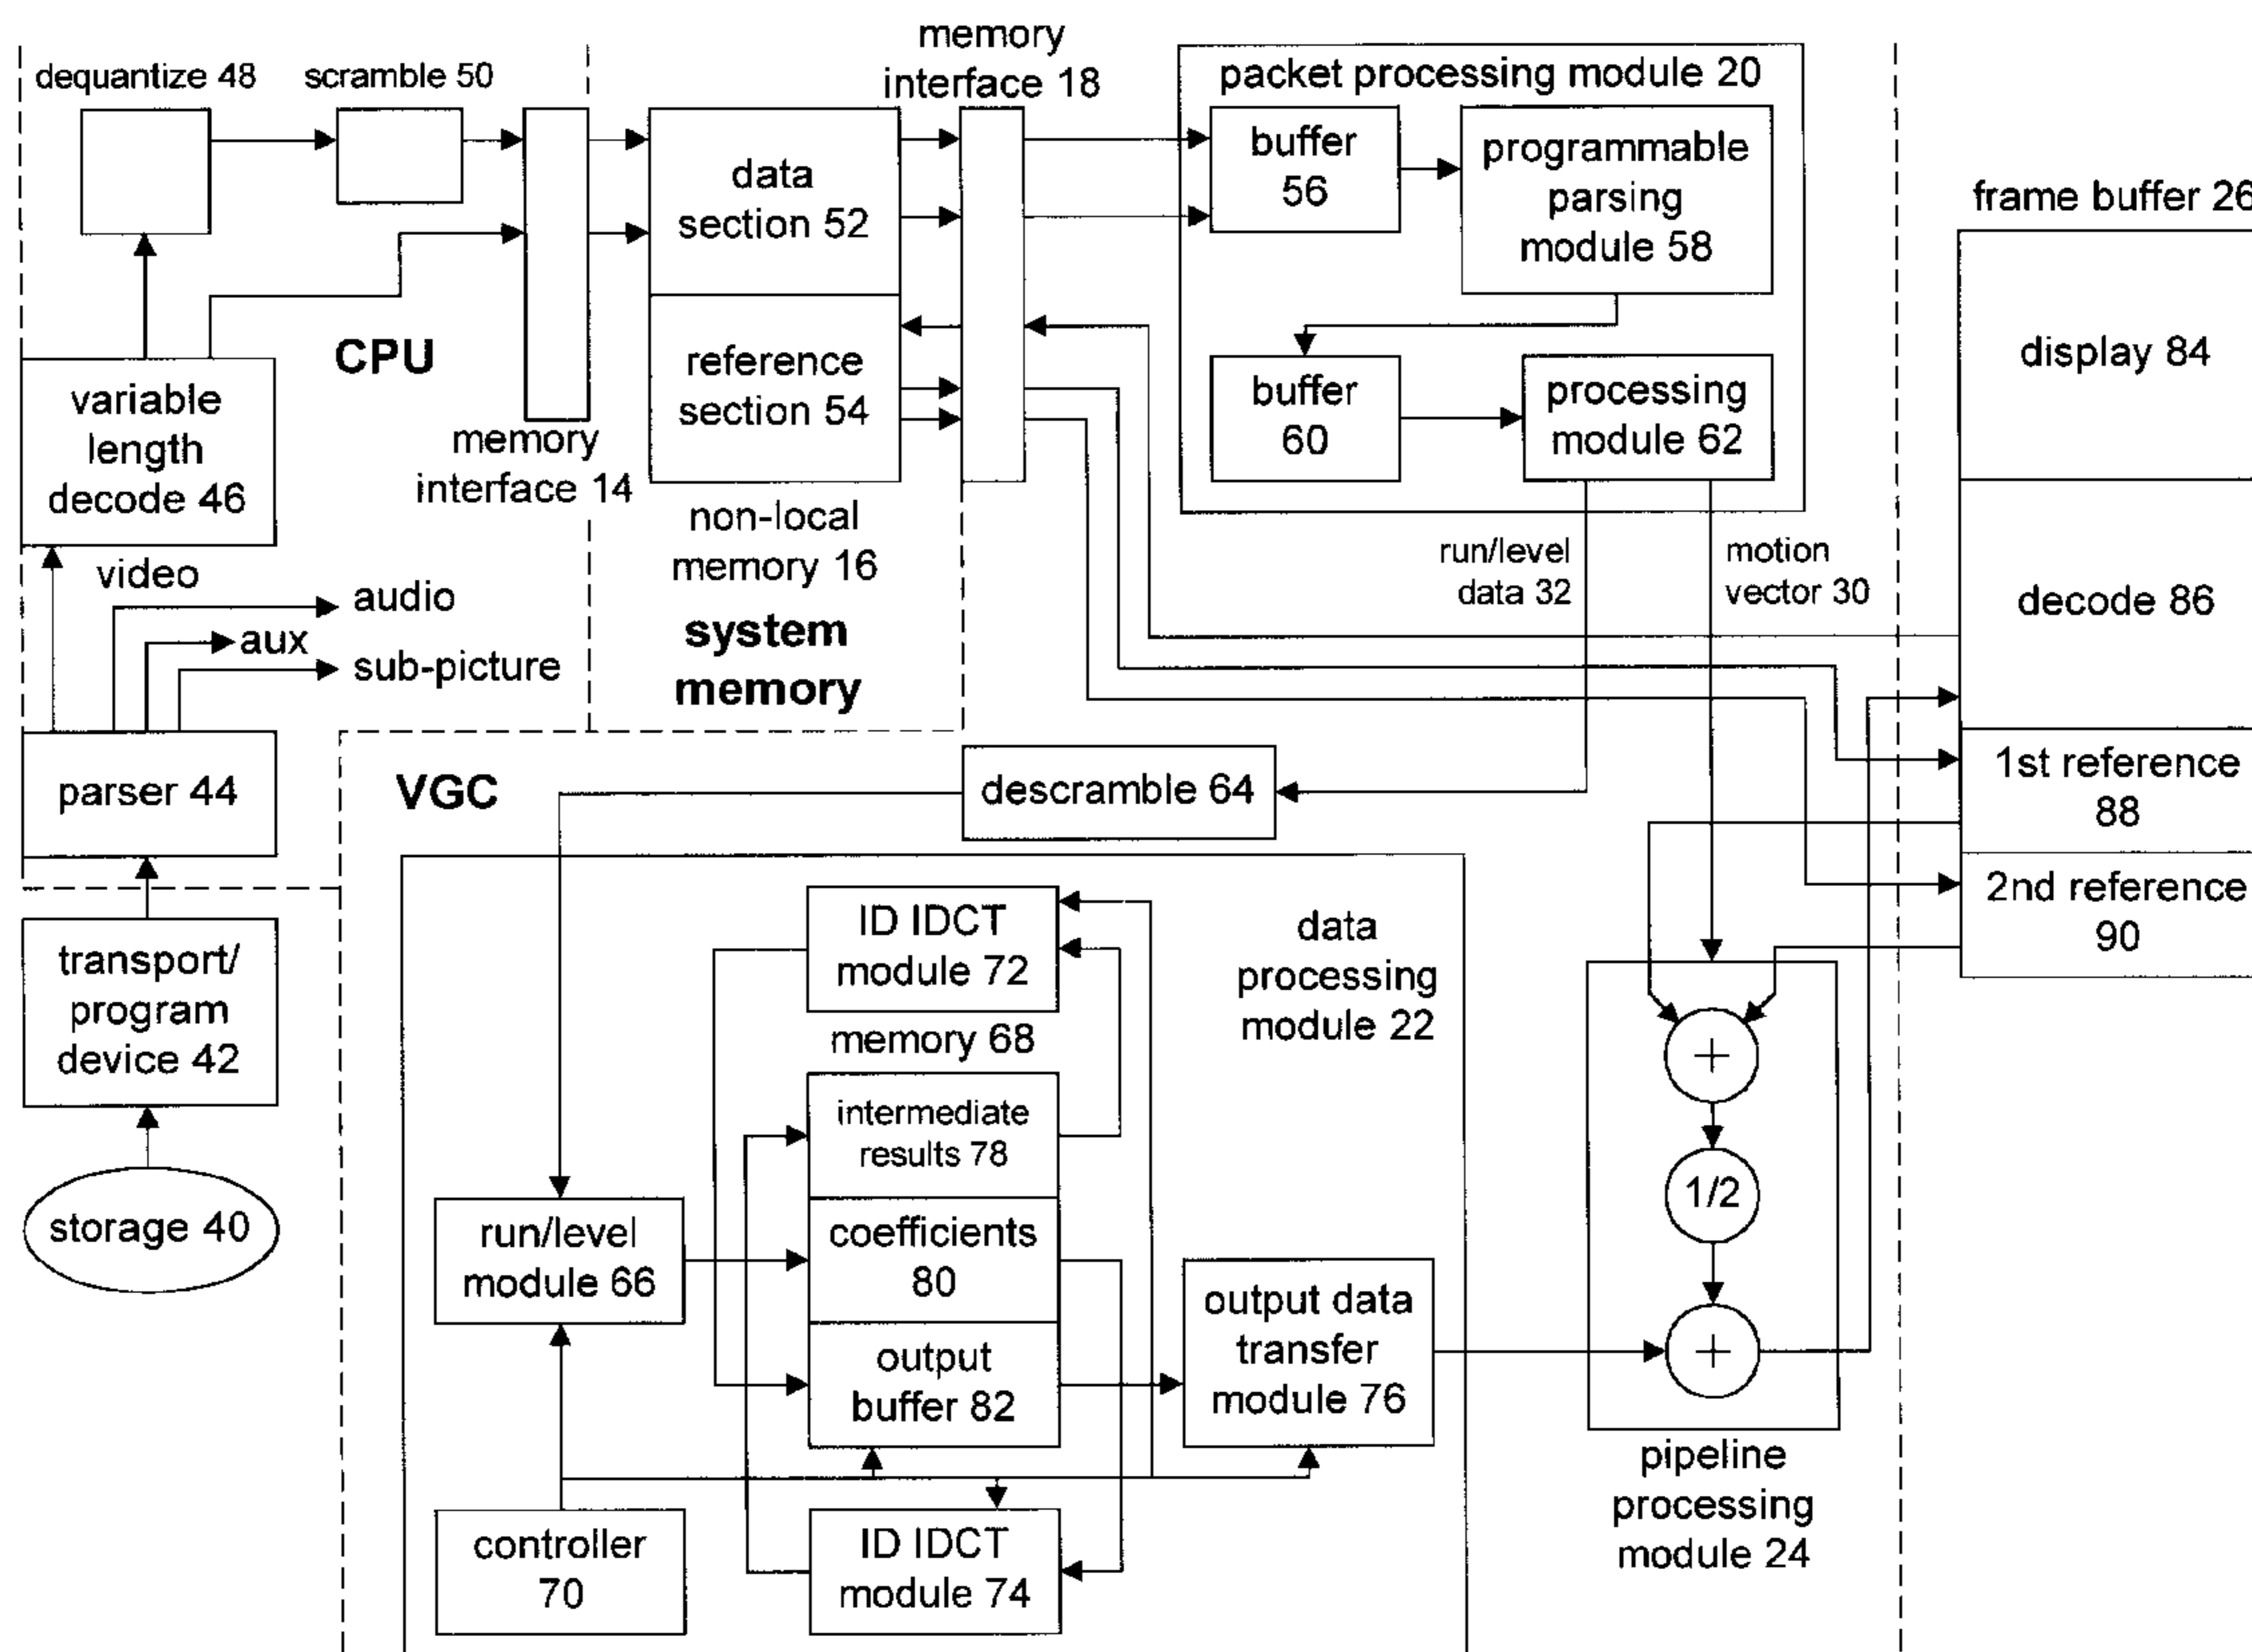 memory
interface 18
dequantize 48
scramble 50
packet processing module 20
data
section 52
buffer
56
programmable
parsing
module 58
frame buffer 26
CPU
reference
section 54
buffer
60
processing
module 62
display 84
variable
length
decode 46
memory
interface 14
non-local
memory 16
run/level
data 32
motion
vector 30
decode 86
video
audio
aux
sub-picture
system
memory
parser 44
VGC
descramble 64
1st reference
88
2nd reference
90
transport/
program
device 42
ID IDCT
module 72
data
processing
module 22
memory 68
+
intermediate
results 78
1/2
storage 40
run/level
module 66
coefficients
80
output data
transfer
module 76
output
buffer 82
+
pipeline
processing
module 24
controller
70
ID IDCT
module 74